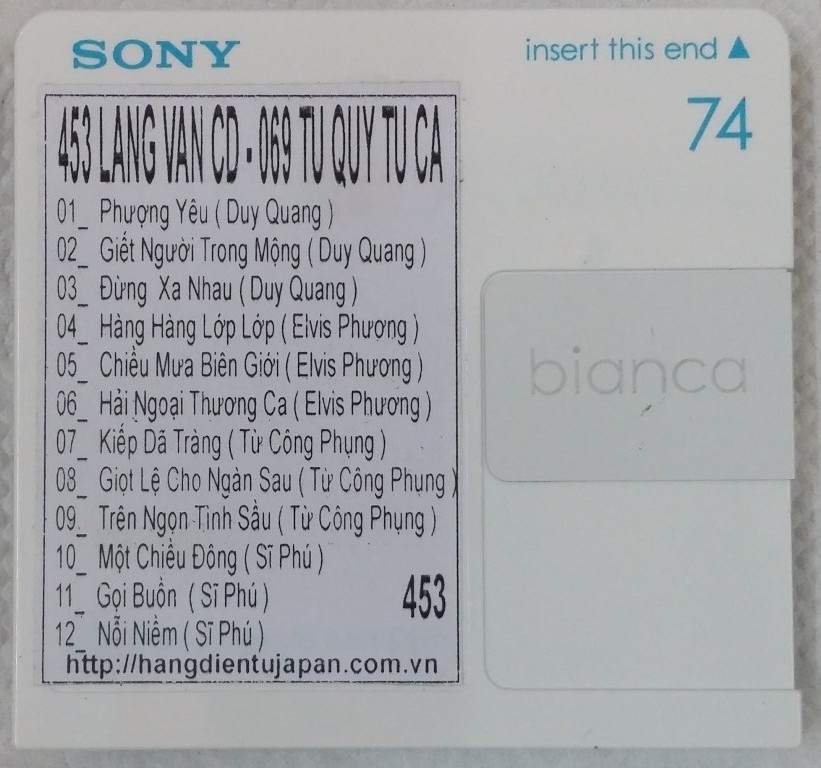 SONY
insert this end ▲
74
453 LANG VAN CD - 069 TU QUY TU CA
01_ Phượng Yêu ( Duy Quang )
02_ Giết Người Trong Mộng ( Duy Quang )
03_ Đừng Xa Nhau ( Duy Quang )
04_ Hàng Hàng Lớp Lớp ( Elvis Phương )
05_ Chiều Mưa Biên Giới ( Elvis Phương )
06_ Hải Ngoại Thương Ca ( Elvis Phương )
07_ Kiếp Dã Tràng ( Từ Công Phụng )
08_ Giọt Lệ Cho Ngàn Sau ( Từ Công Phụng )
09_ Trên Ngọn Tình Sầu ( Từ Công Phụng )
10_ Một Chiều Đông ( Sĩ Phú )
11_ Gọi Buồn ( Sĩ Phú )
12_ Nỗi Niềm ( Sĩ Phú )
453
http://hangdientujapan.com.vn
bianca